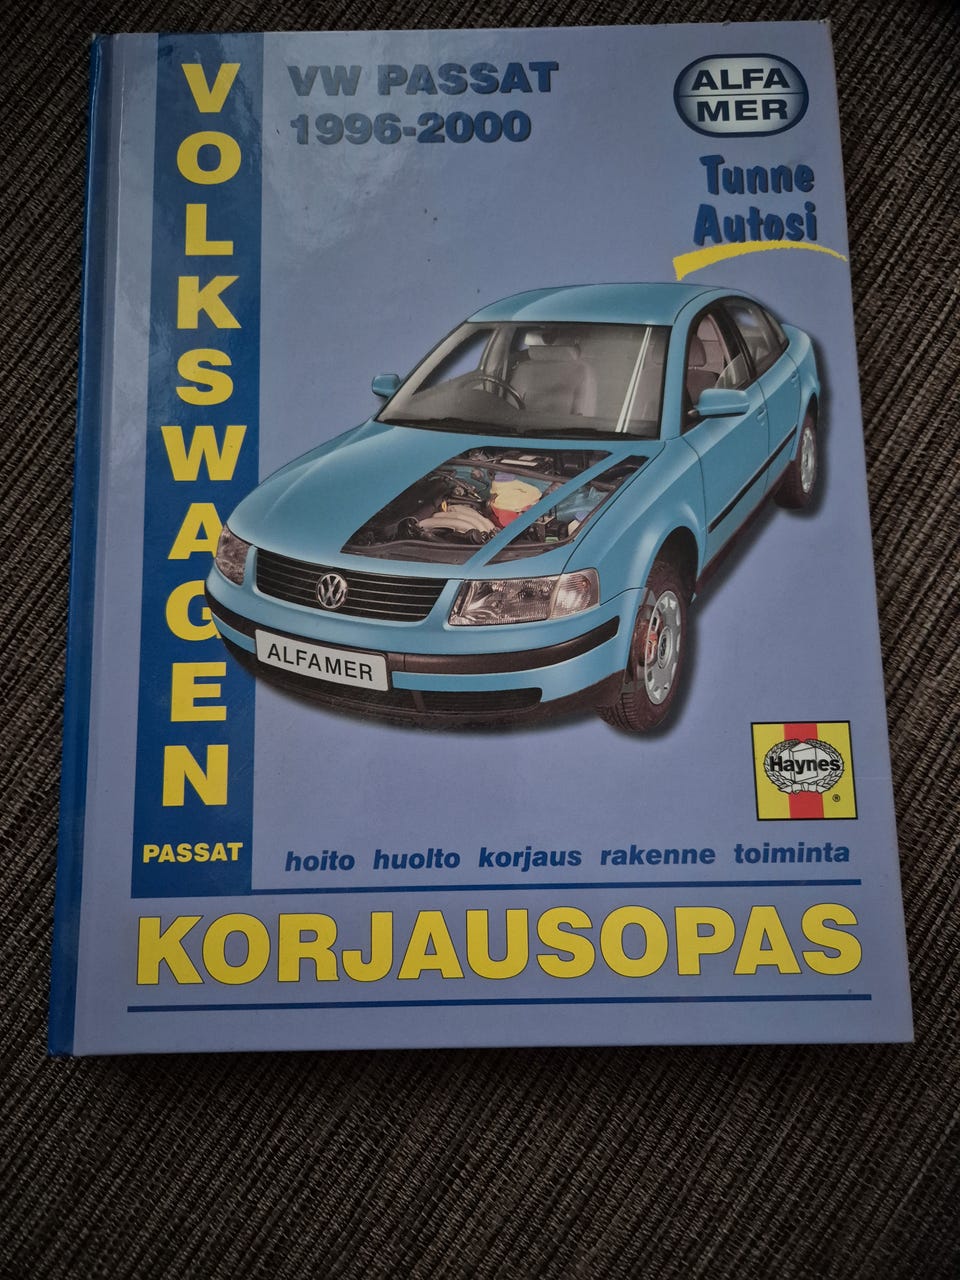 VOLKSWAGEN
PASSAT
VW PASSAT
1996-2000
ALFA
MER
Tunne
Autosi
ALFAMER
Haynes
®
hoito huolto korjaus rakenne toiminta
KORJAUSOPAS